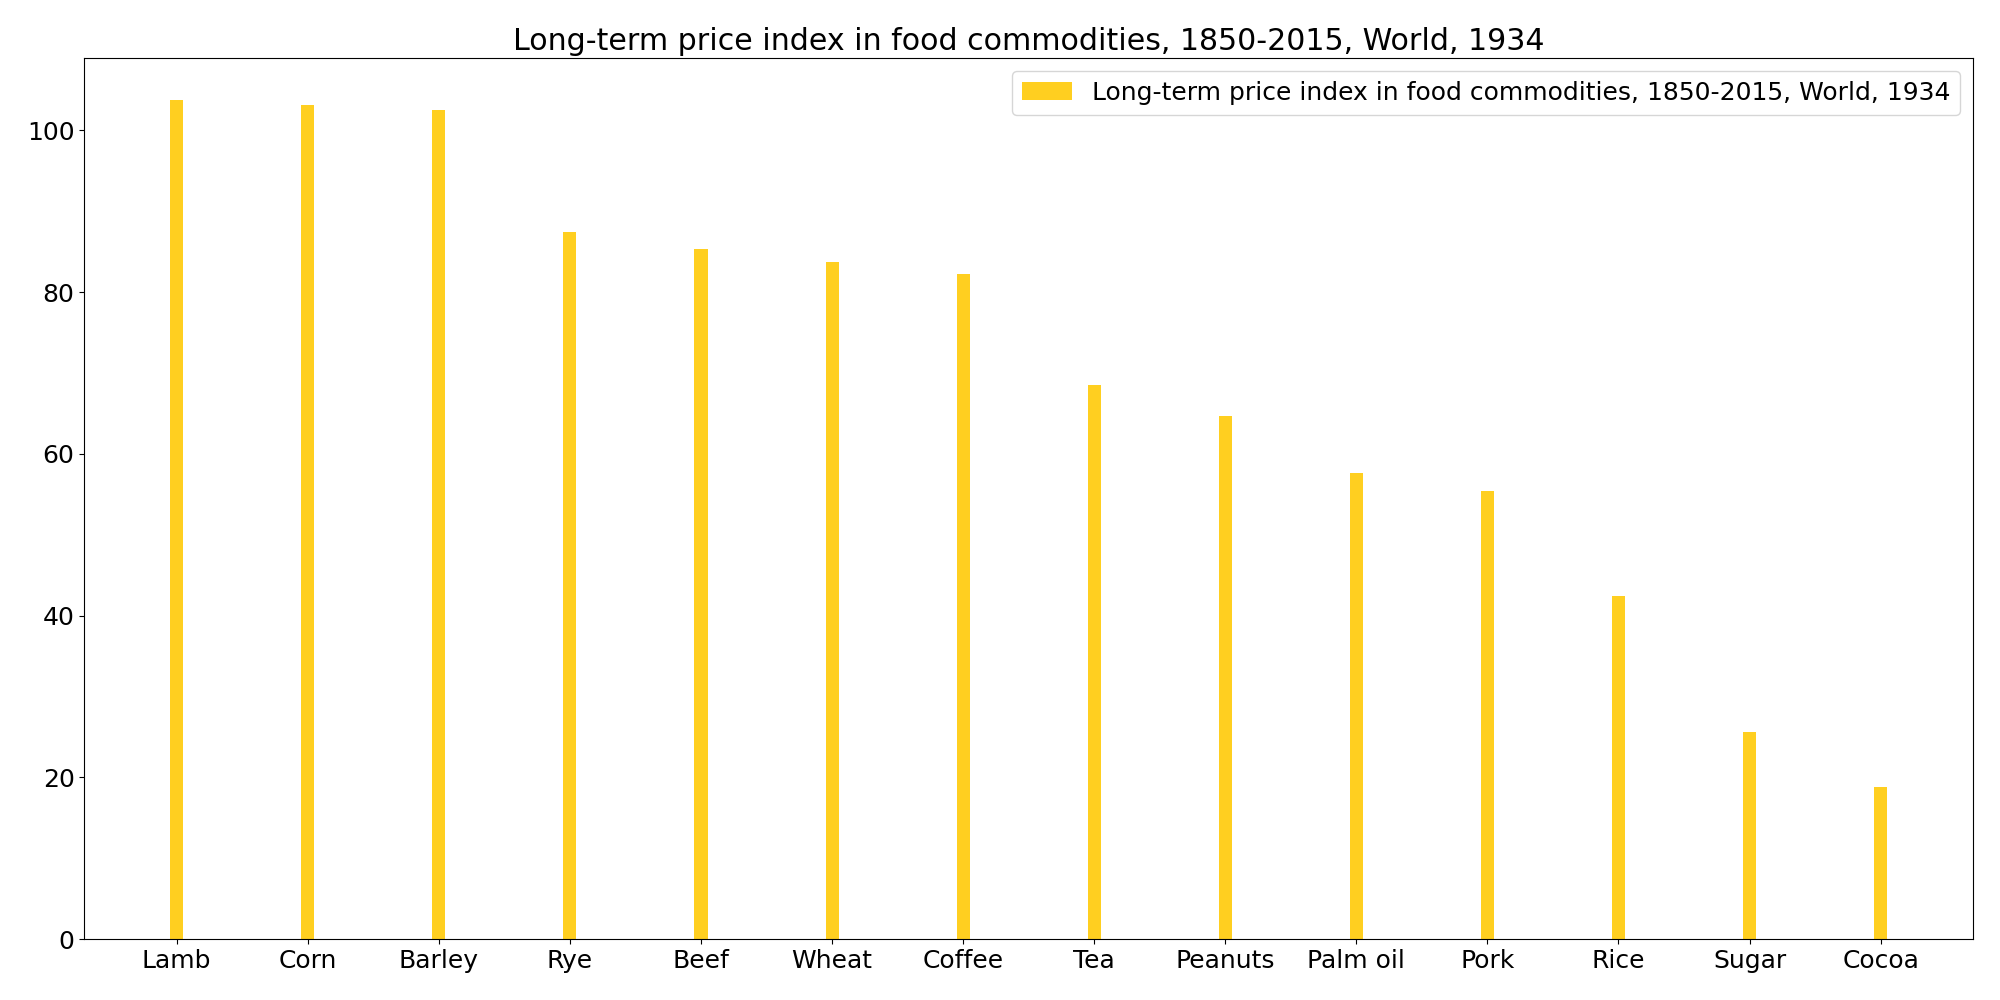 Long-term price index in food commodities, 1850-2015, World, 1934
Long-term price index in food commodities, 1850-2015, World, 1934
100
80
60
40
20
0
Lamb Corn Barley Rye Beef Wheat Coffee Tea Peanuts Palm oil Pork Rice Sugar Cocoa